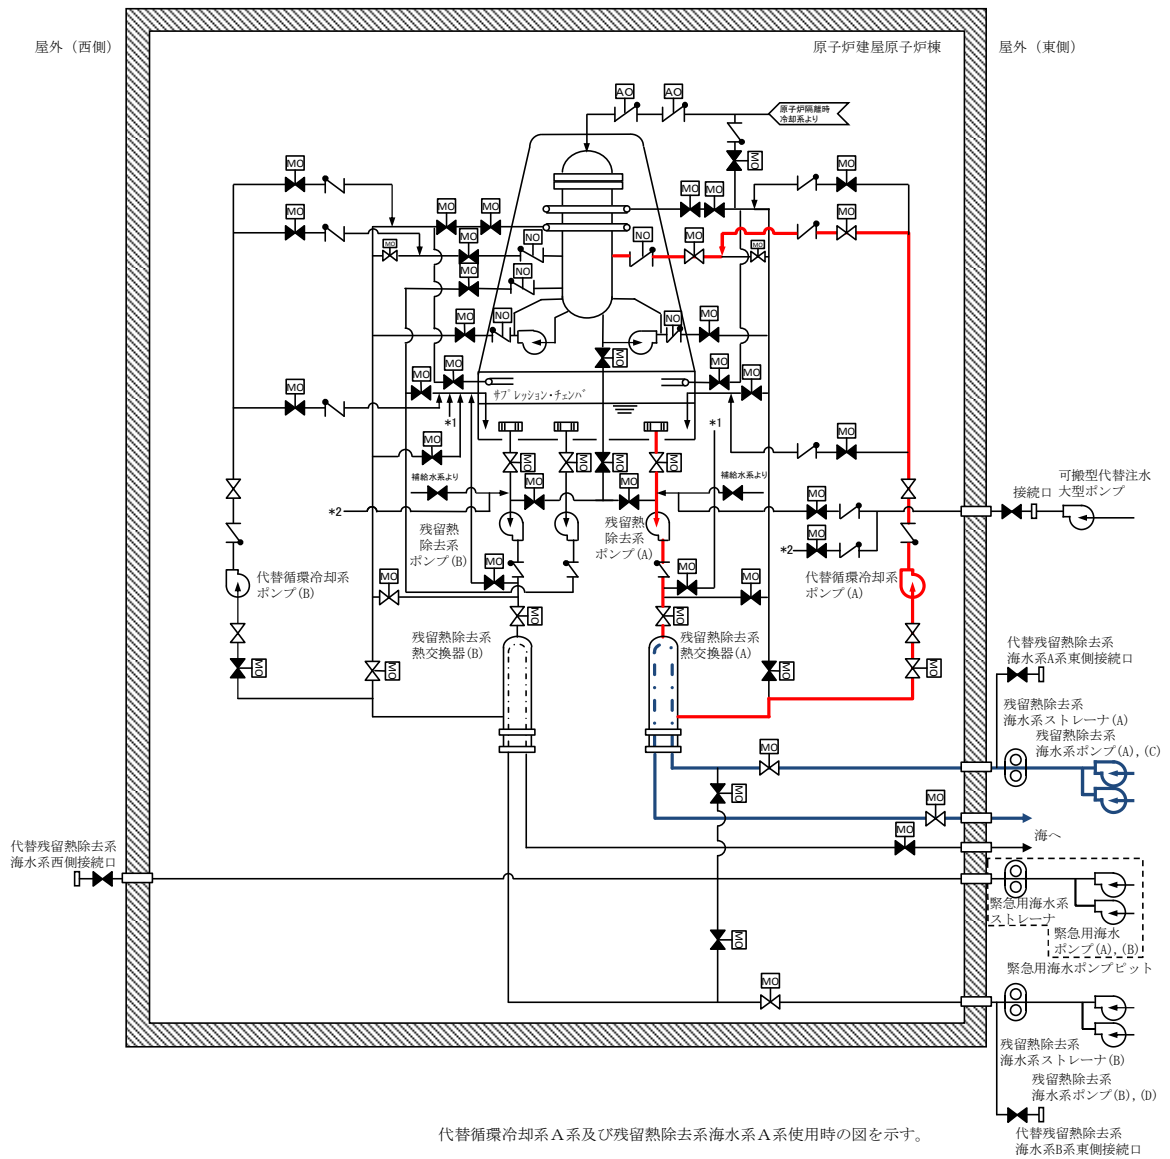 屋外（西側）
原子炉建屋原子炉棟
屋外（東側）
AO
AO
原子炉隔離時
冷却系より
MO
MO
MO
MO
MO
MO
MO
MO
MO
MO
MO
NO
NO
MO
MO
MO
MO
NO
MO
NO
NO
MO
MO
MO
MO
MO
MO
MO
サプレッション・チェンバ
*1
*1
MO
MO
MO
MO
MO
MO
MO
補給水系より
補給水系より
MO
MO
MO
*2
*2
MO
残留熱
除去系
ポンプ(B)
残留熱
除去系
ポンプ(A)
接続口
可搬型代替注水
大型ポンプ
代替循環冷却系
ポンプ(B)
代替循環冷却系
ポンプ(A)
MO
MO
MO
MO
MO
MO
残留熱除去系
熱交換器(B)
残留熱除去系
熱交換器(A)
MO
MO
MO
MO
代替残留熱除去系
海水系A系東側接続口
残留熱除去系
海水系ストレーナ(A)
残留熱除去系
海水系ポンプ(A),(C)
MO
MO
MO
MO
海へ
代替残留熱除去系
海水系西側接続口
緊急用海水系
ストレーナ
緊急用海水
ポンプ(A),(B)
緊急用海水ポンプピット
MO
MO
残留熱除去系
海水系ストレーナ(B)
残留熱除去系
海水系ポンプ(B),(D)
代替残留熱除去系
海水系B系東側接続口
代替循環冷却系Ａ系及び残留熱除去系海水系Ａ系使用時の図を示す。